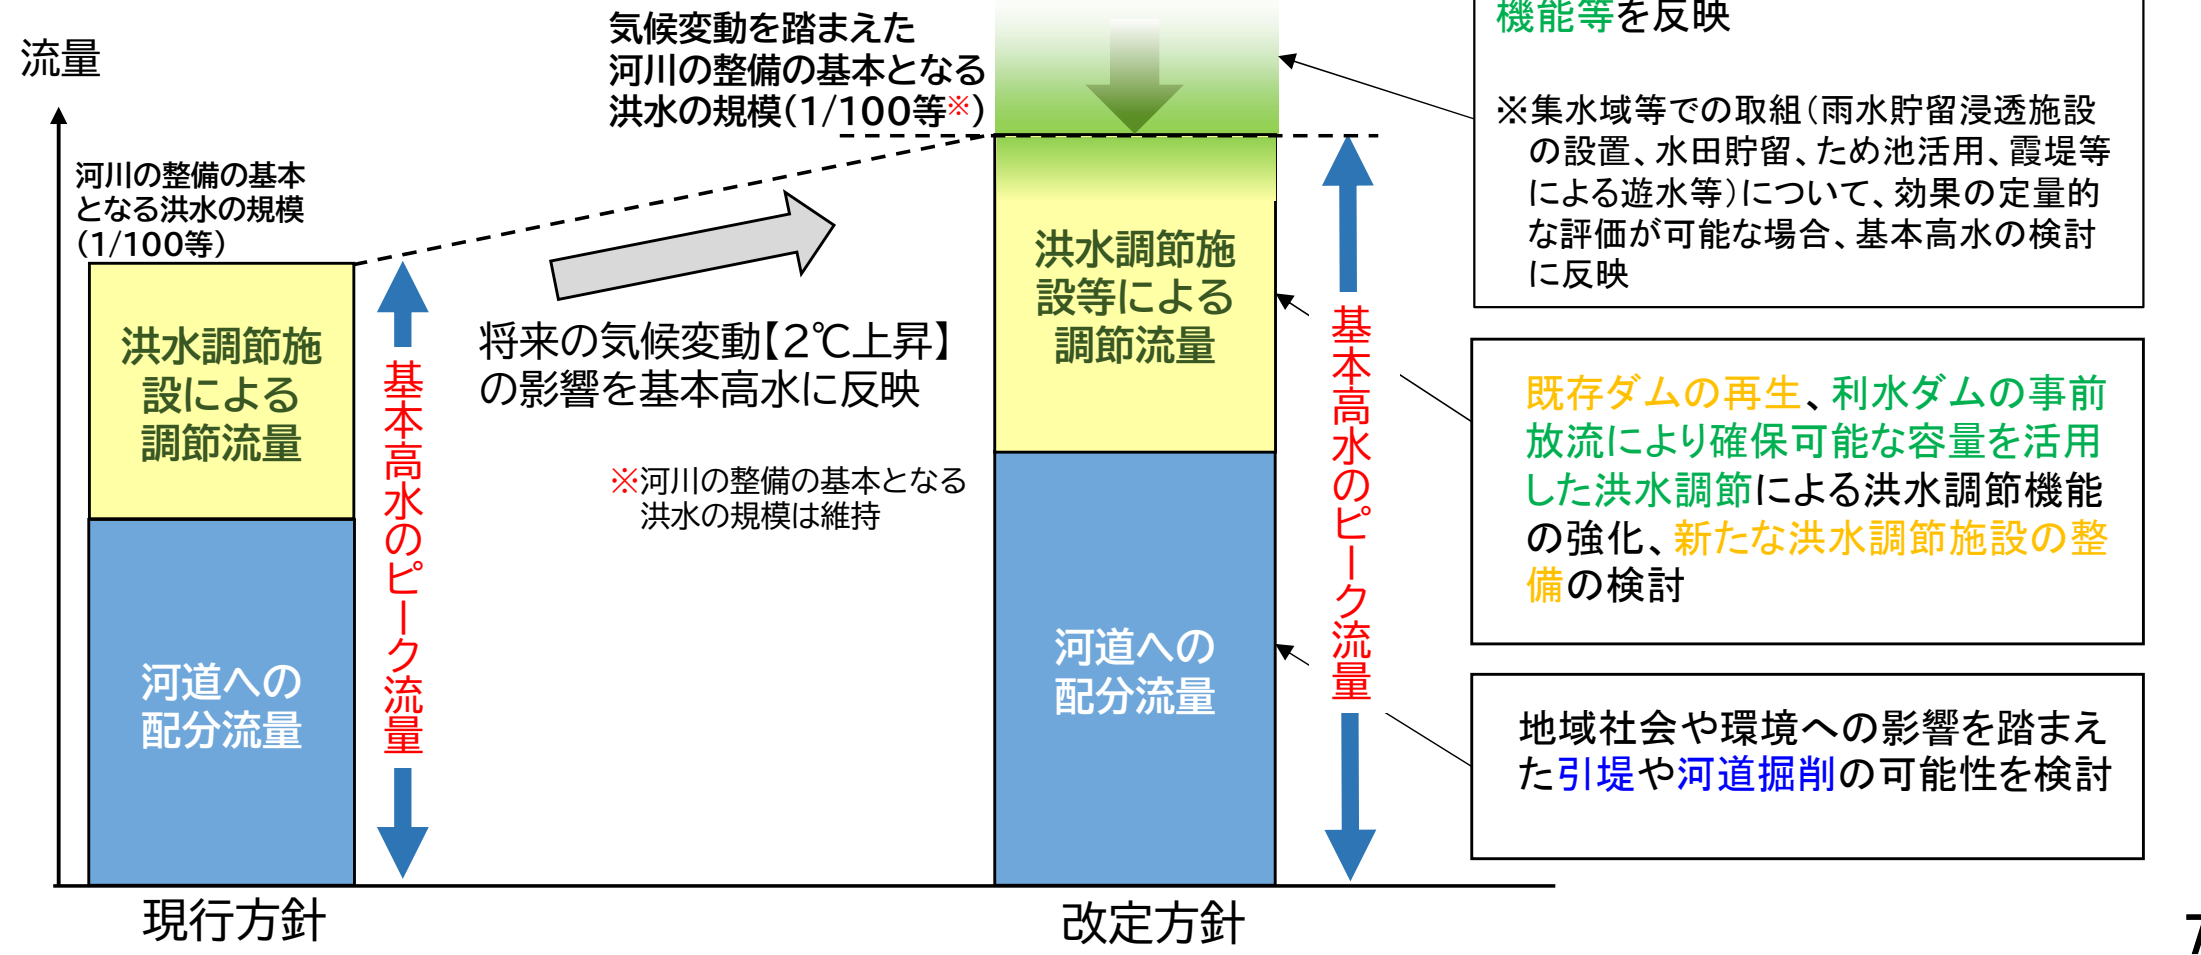 流量
河川の整備の基本
となる洪水の規模
（1/100等）
洪水調節施
設による
調節流量
河道への
配分流量
基本高水のピーク流量
現行方針
気候変動を踏まえた
河川の整備の基本となる
洪水の規模（1/100等※）
将来の気候変動【2℃上昇】
の影響を基本高水に反映
※河川の整備の基本となる
洪水の規模は維持
洪水調節施
設等による
調節流量
河道への
配分流量
基本高水のピーク流量
改定方針
機能等を反映
※集水域等での取組（雨水貯留浸透施設
の設置、水田貯留、ため池活用、霞堤等
による遊水等）について、効果の定量的
な評価が可能な場合、基本高水の検討
に反映
既存ダムの再生、利水ダムの事前
放流により確保可能な容量を活用
した洪水調節による洪水調節機能
の強化、新たな洪水調節施設の整
備の検討
地域社会や環境への影響を踏まえ
た引堤や河道掘削の可能性を検討